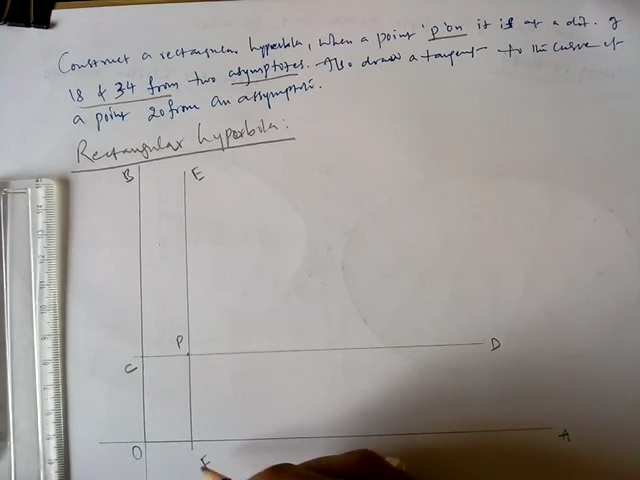 Construct a rectangular hyperbola, when a point 'p' on it is at a dist. of
18 & 34 from two asymptotes. Also draw a tangent to the curve at
a point 20 from an assymptote.
Rectangular hyperbola:
B E
C P D
O F A